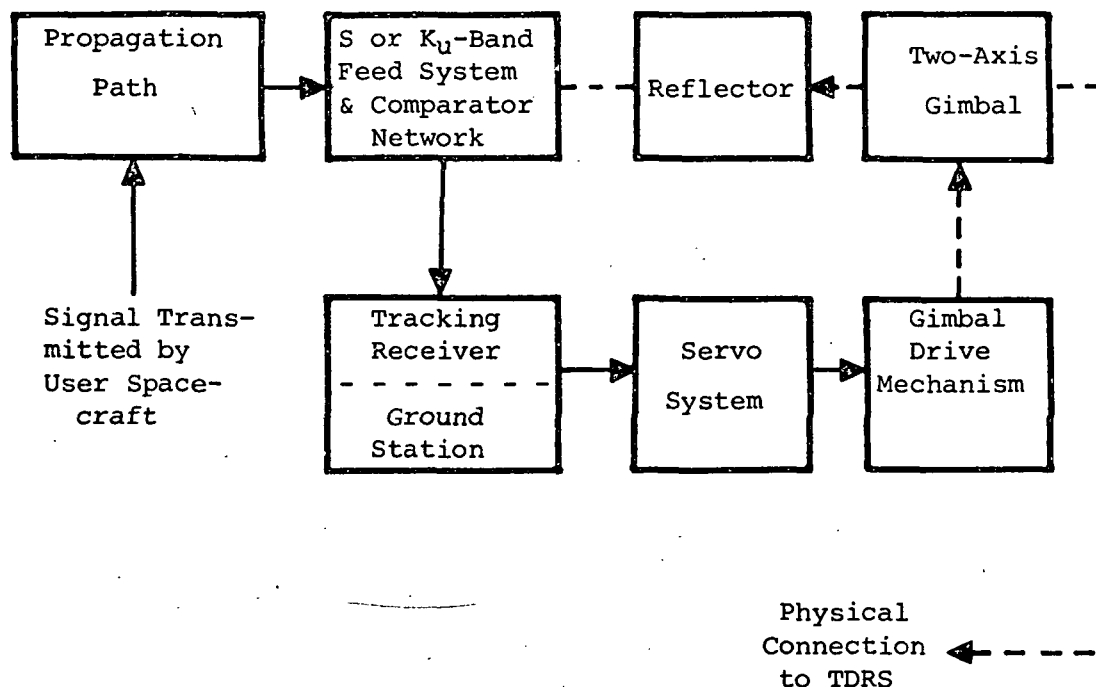 Propagation
Path
S or Ku-Band
Feed System
& Comparator
Network
Reflector
Two-Axis
Gimbal
Signal Trans-
mitted by
User Space-
craft
Tracking
Receiver
Ground
Station
Servo
System
Gimbal
Drive
Mechanism
Physical
Connection
to TDRS